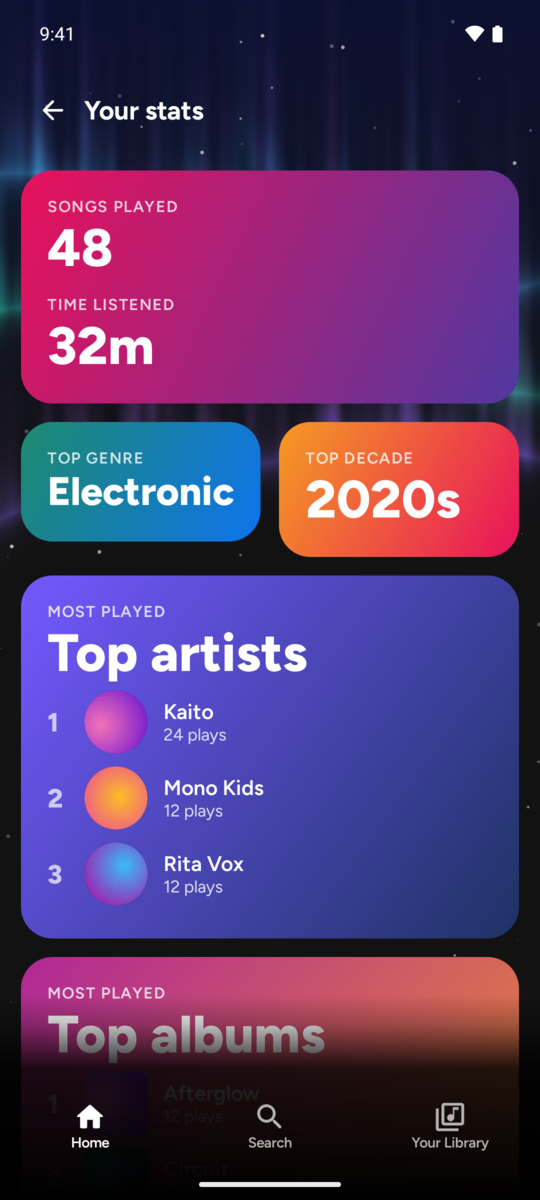 9:41
Your stats
SONGS PLAYED
48
TIME LISTENED
32m
TOP GENRE
Electronic
TOP DECADE
2020s
MOST PLAYED
Top artists
1
Kaito
24 plays
2
Mono Kids
12 plays
3
Rita Vox
12 plays
MOST PLAYED
Top albums
1
Afterglow
12 plays
2
Circuit
Home
Search
Your Library